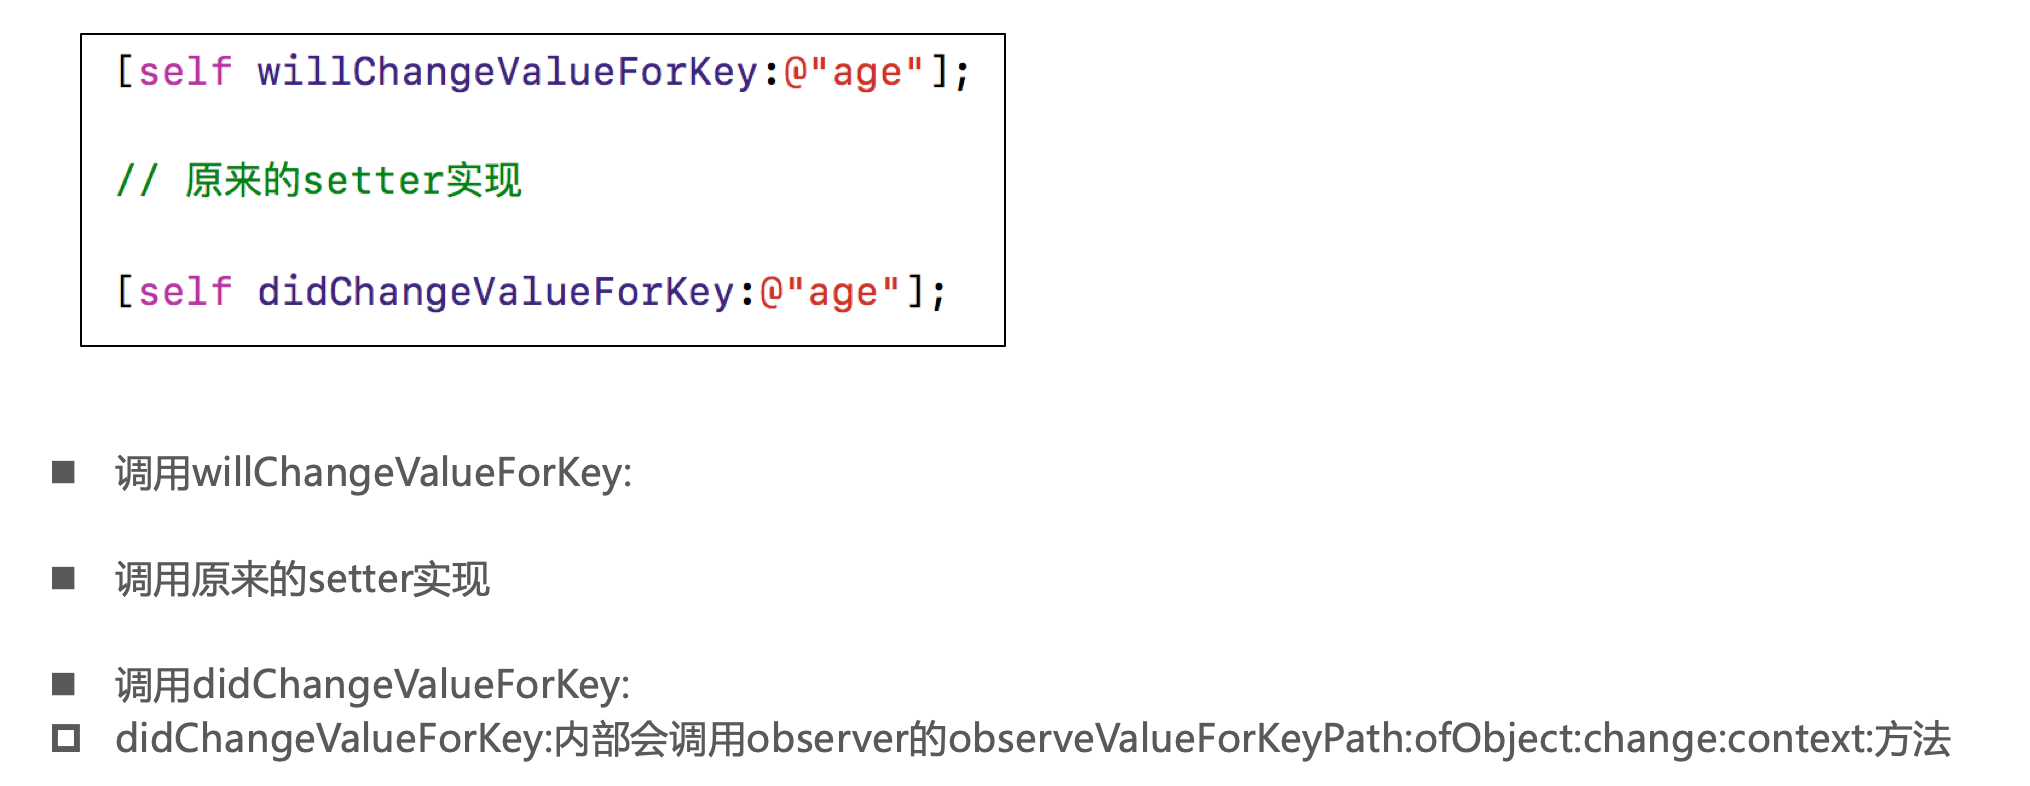 [self willChangeValueForKey:@"age"];
// 原来的setter实现
[self didChangeValueForKey:@"age"];
■ 调用willChangeValueForKey:
■ 调用原来的setter实现
■ 调用didChangeValueForKey:
□ didChangeValueForKey:内部会调用observer的observeValueForKeyPath:ofObject:change:context:方法